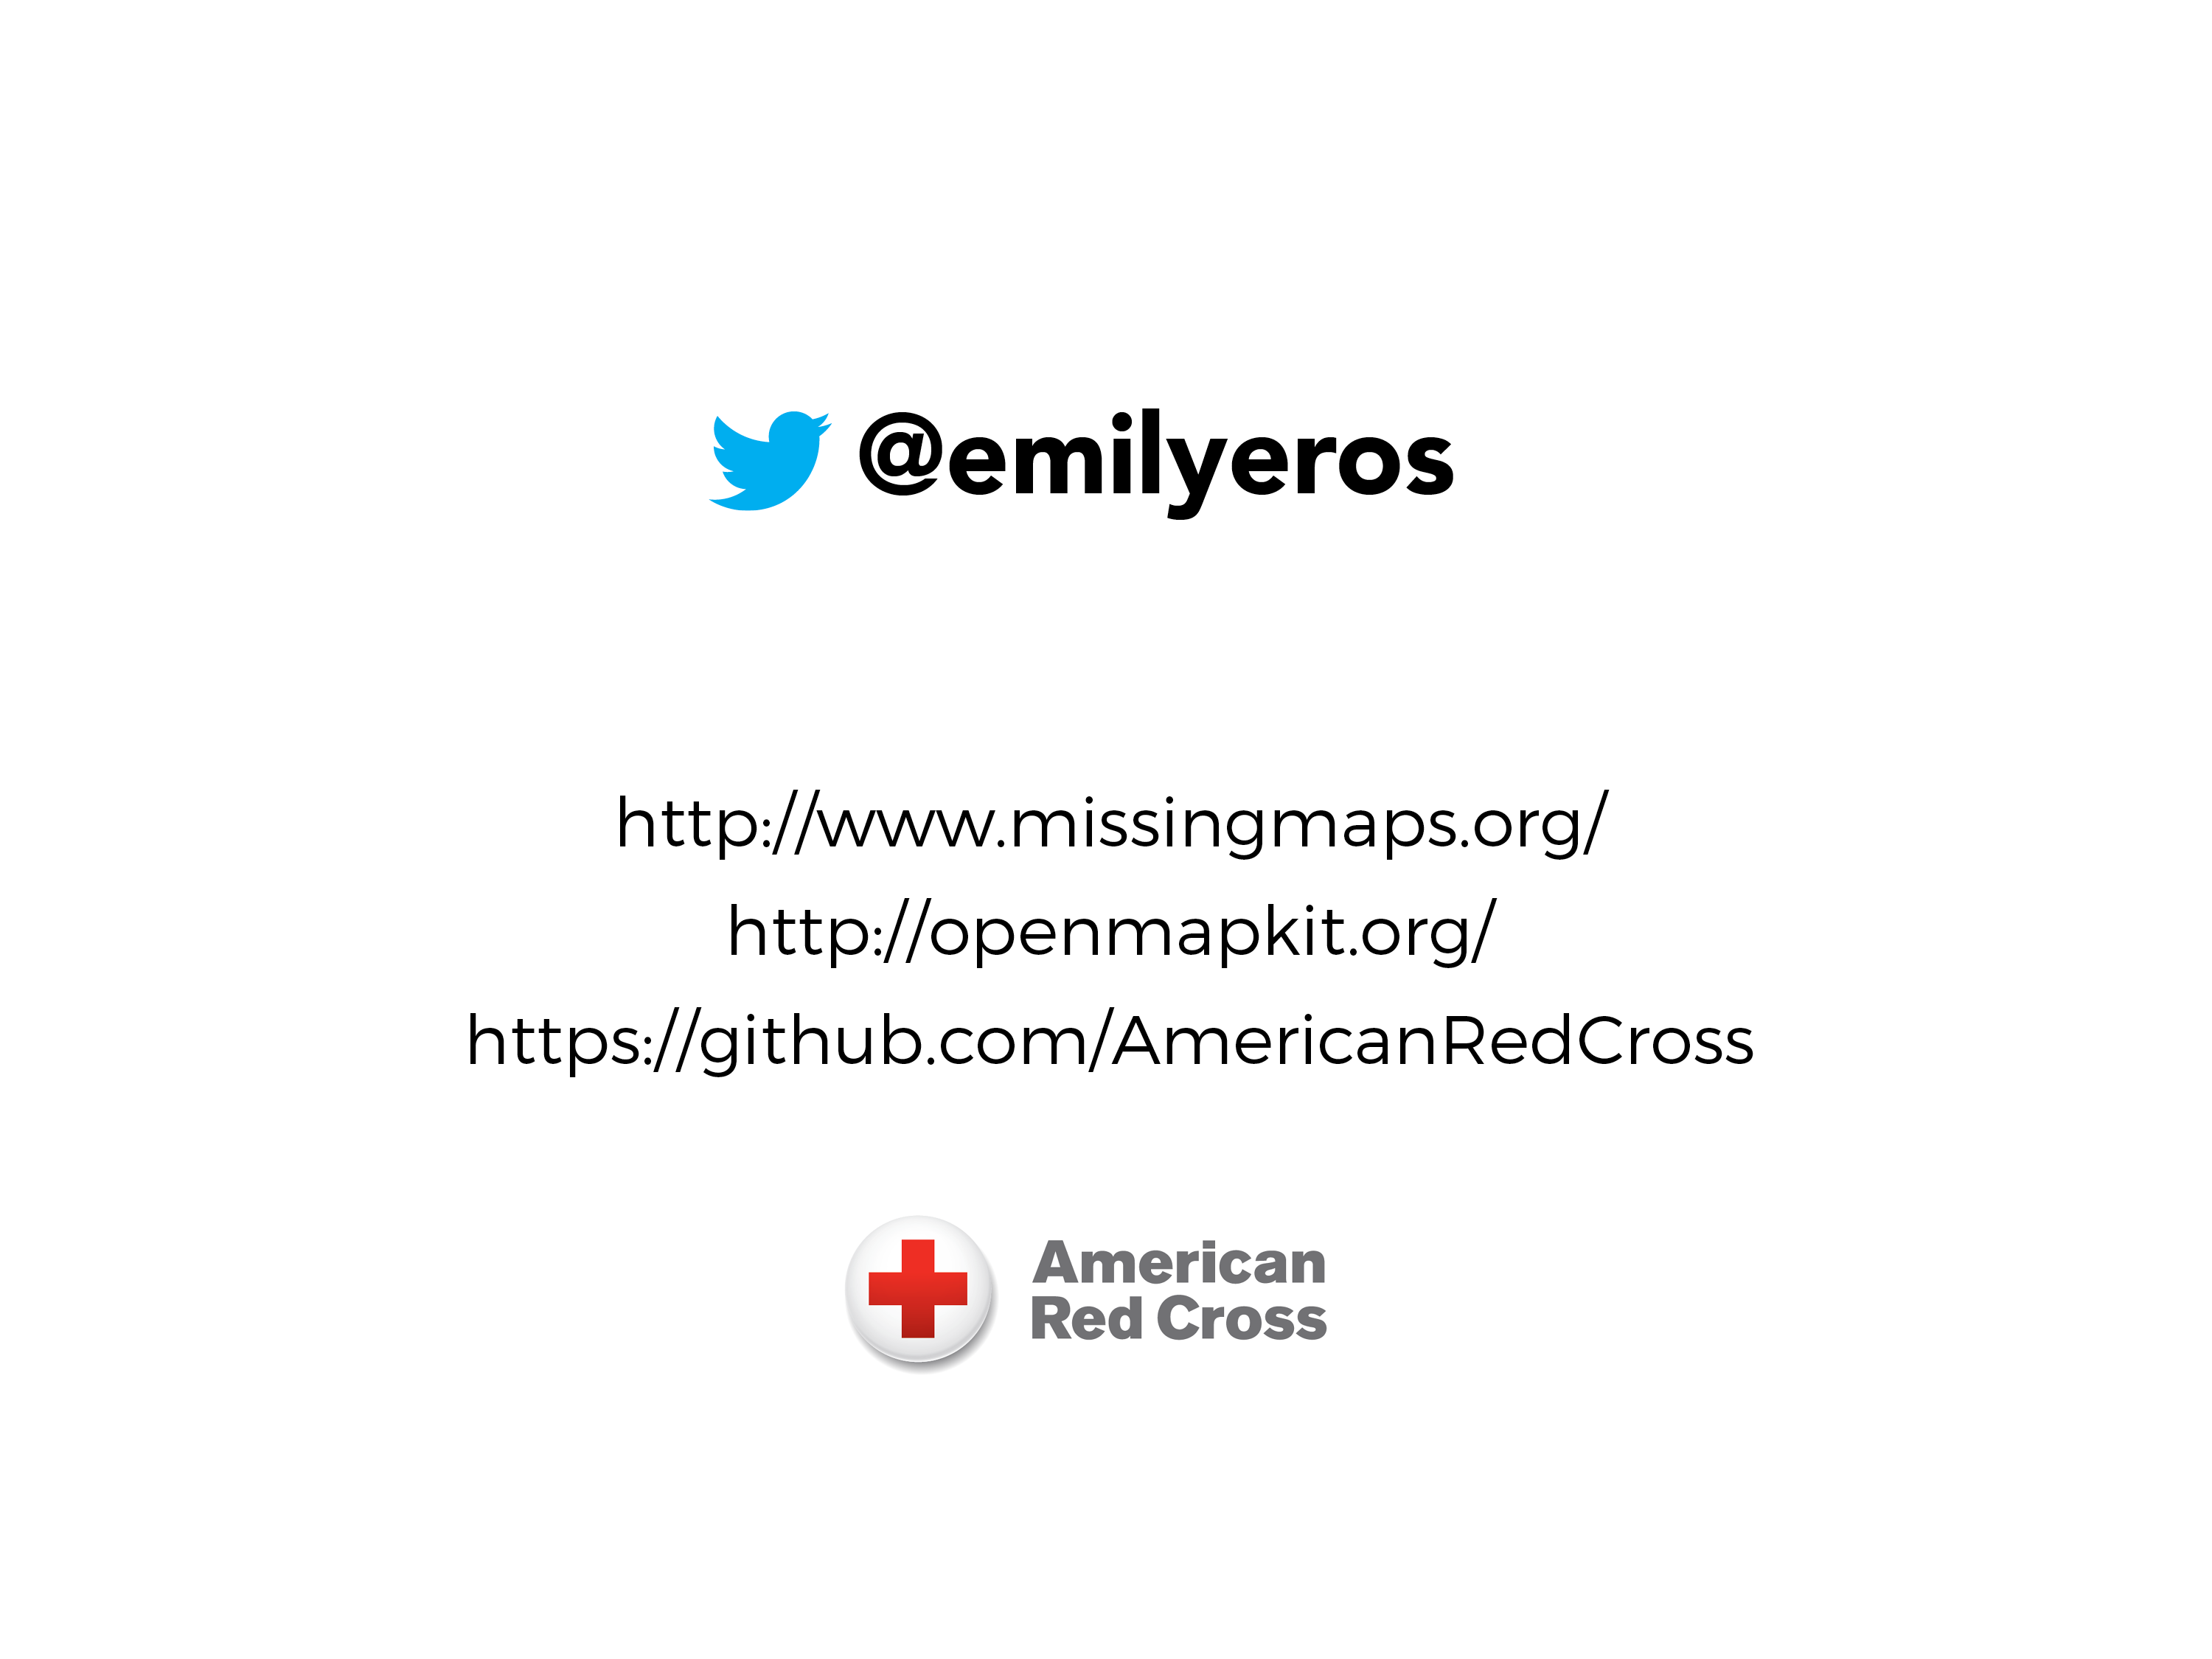 @emilyeros
http://www.missingmaps.org/
http://openmapkit.org/
https://github.com/AmericanRedCross
American
Red Cross